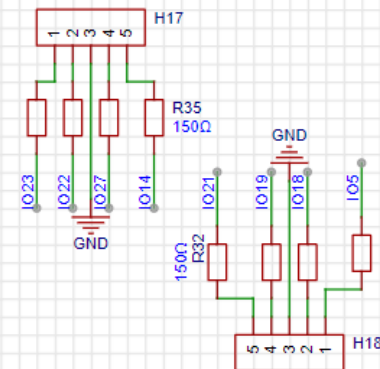 H17
1 2 3 4 5
R35
150Ω
IO23 IO22 IO27 IO14
GND
GND
IO21 IO19 IO18 IO5
150Ω
R32
5 4 3 2 1
H18